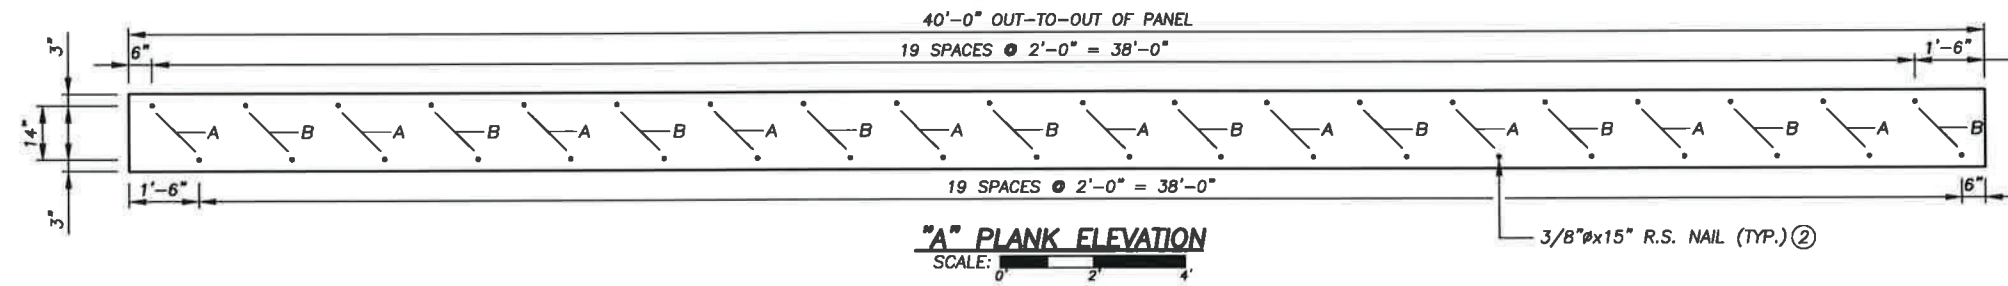 40'-0" OUT-TO-OUT OF PANEL
3" 6" 19 SPACES @ 2'-0" = 38'-0" 1'-6"
14" A B A B A B A B A B A B A B A B A B A B
3" 1'-6" 19 SPACES @ 2'-0" = 38'-0" 6"
"A" PLANK ELEVATION
3/8"øx15" R.S. NAIL (TYP.) 2
SCALE: 0' 2' 4'